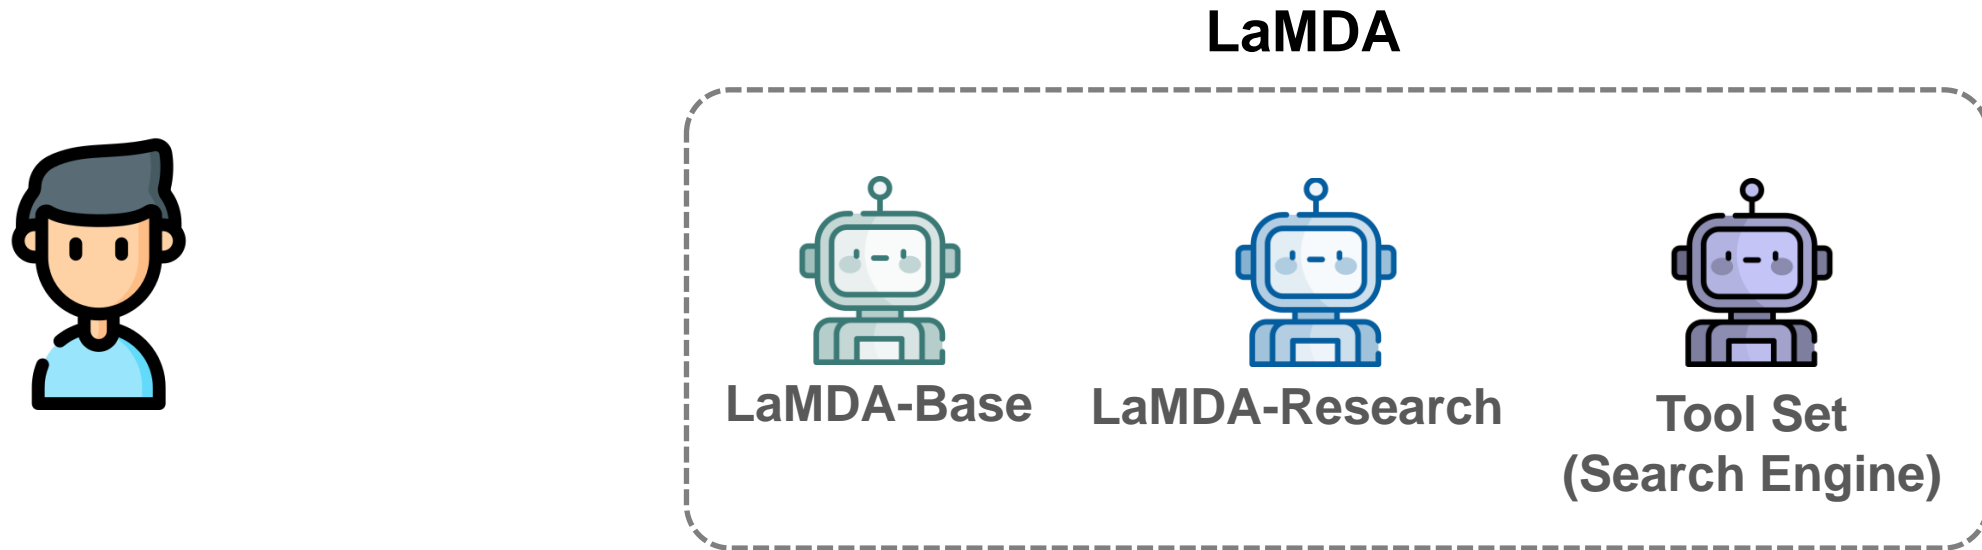 LaMDA
LaMDA-Base
LaMDA-Research
Tool Set
(Search Engine)